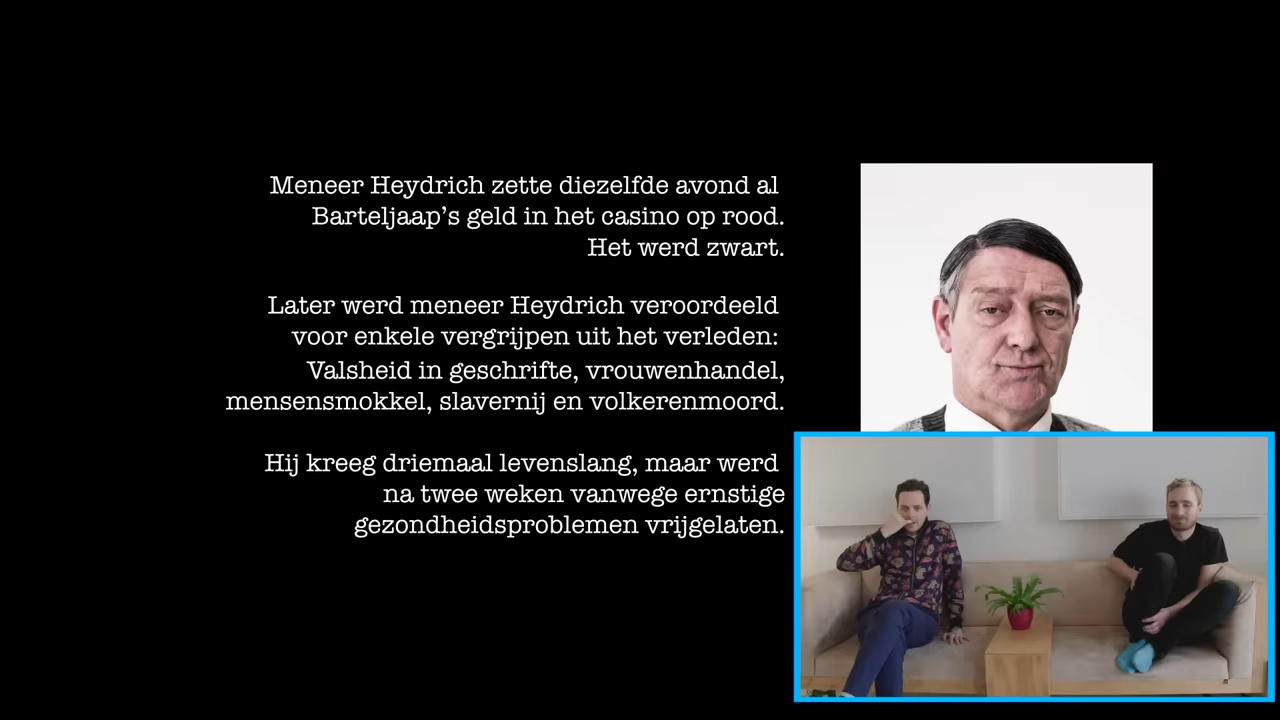 Meneer Heydrich zette diezelfde avond al
Barteljaap's geld in het casino op rood.
Het werd zwart.
Later werd meneer Heydrich veroordeeld
voor enkele vergrijpen uit het verleden:
Valsheid in geschrifte, vrouwenhandel,
mensensmokkel, slavernij en volkerenmoord.
Hij kreeg driemaal levenslang, maar werd
na twee weken vanwege ernstige
gezondheidsproblemen vrijgelaten.